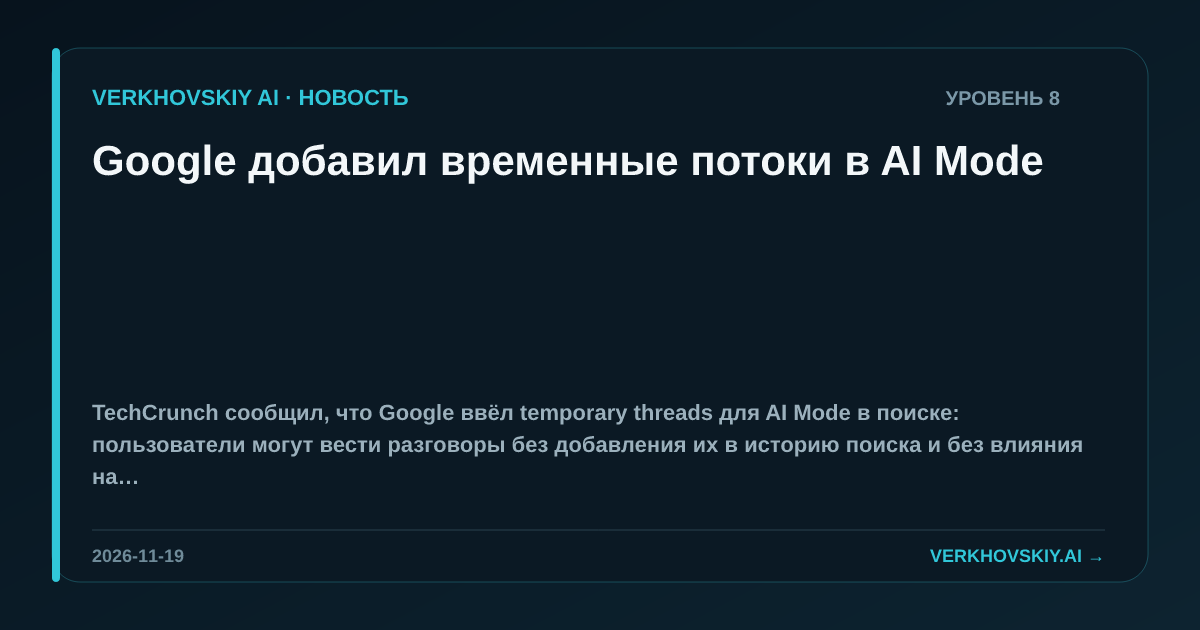 VERKHOVSKIY AI · НОВОСТЬ
УРОВЕНЬ 8
Google добавил временные потоки в AI Mode
TechCrunch сообщил, что Google ввёл temporary threads для AI Mode в поиске:
пользователи могут вести разговоры без добавления их в историю поиска и без влияния
на…
2026-11-19
VERKHOVSKIY.AI →